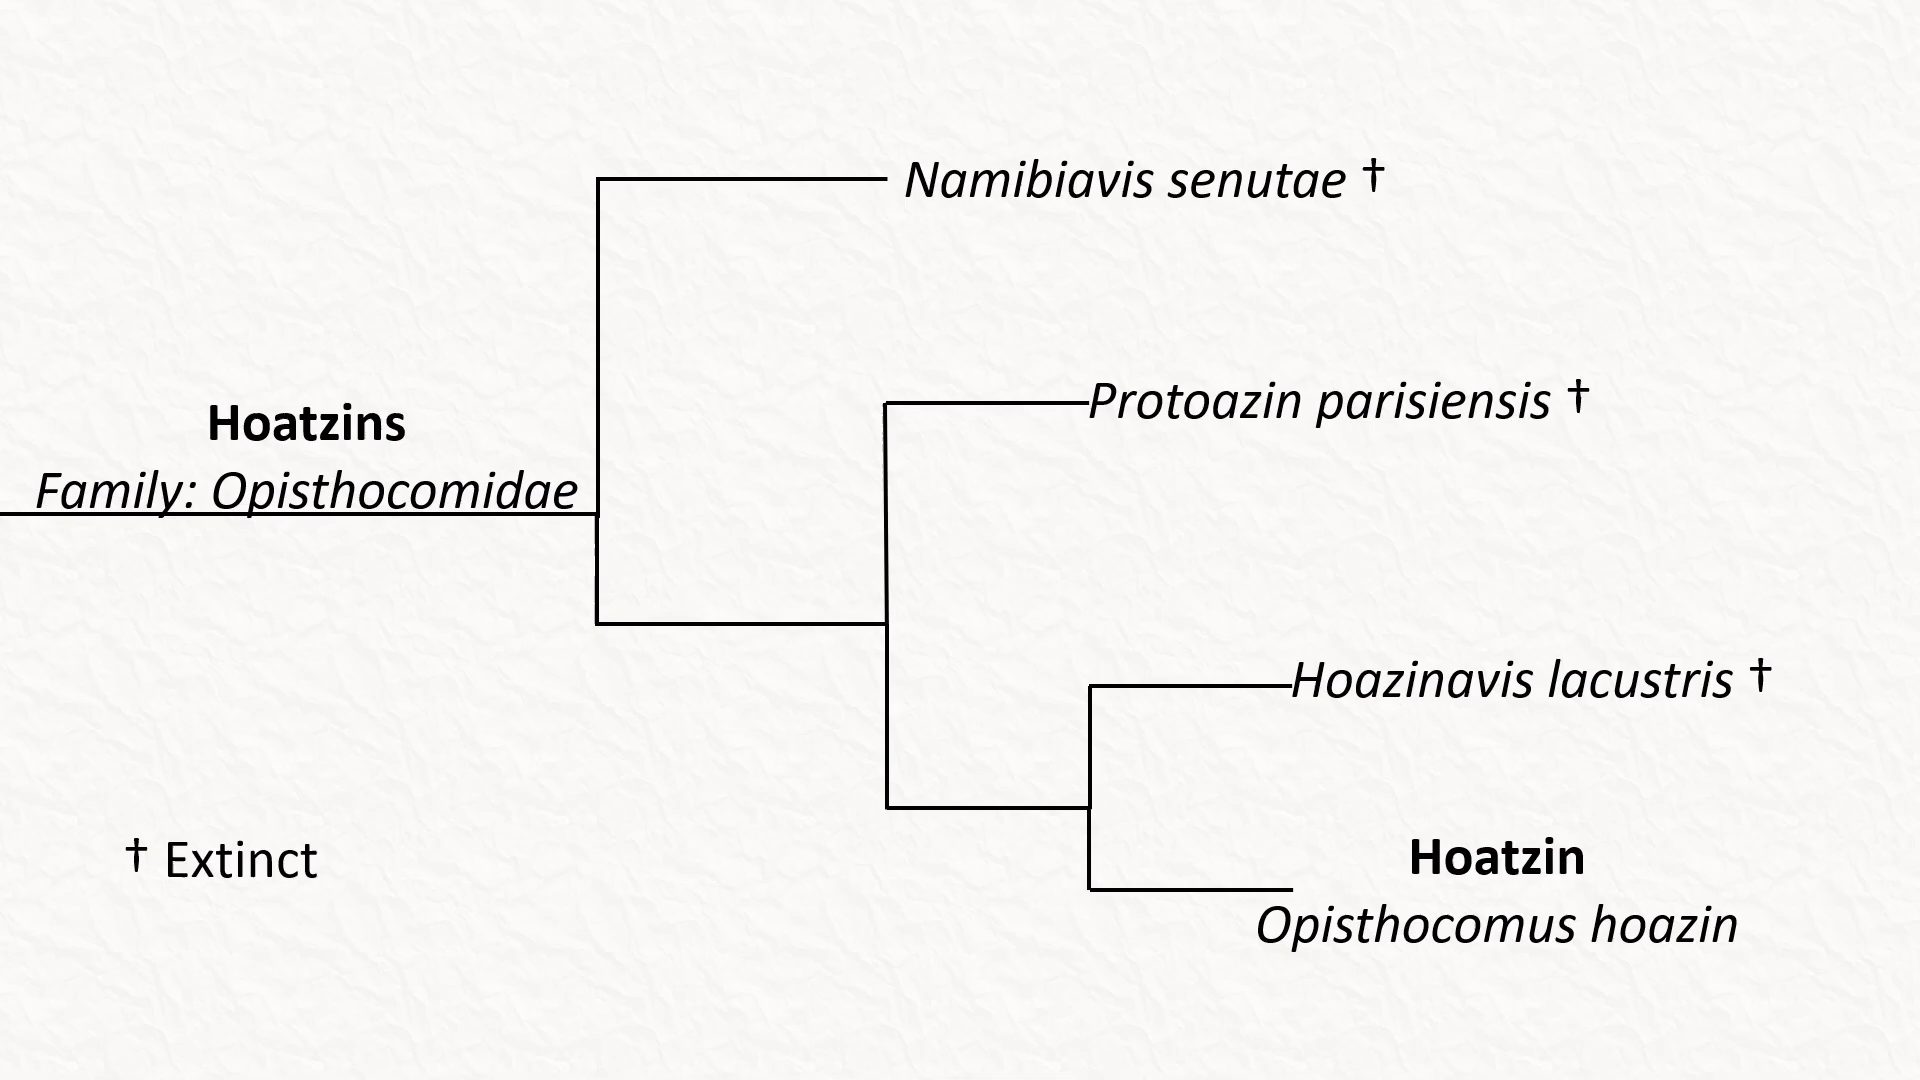 Namibiavis senutae †
Protoazin parisiensis †
Hoatzins
Family: Opisthocomidae
Hoazinavis lacustris †
† Extinct
Hoatzin
Opisthocomus hoazin